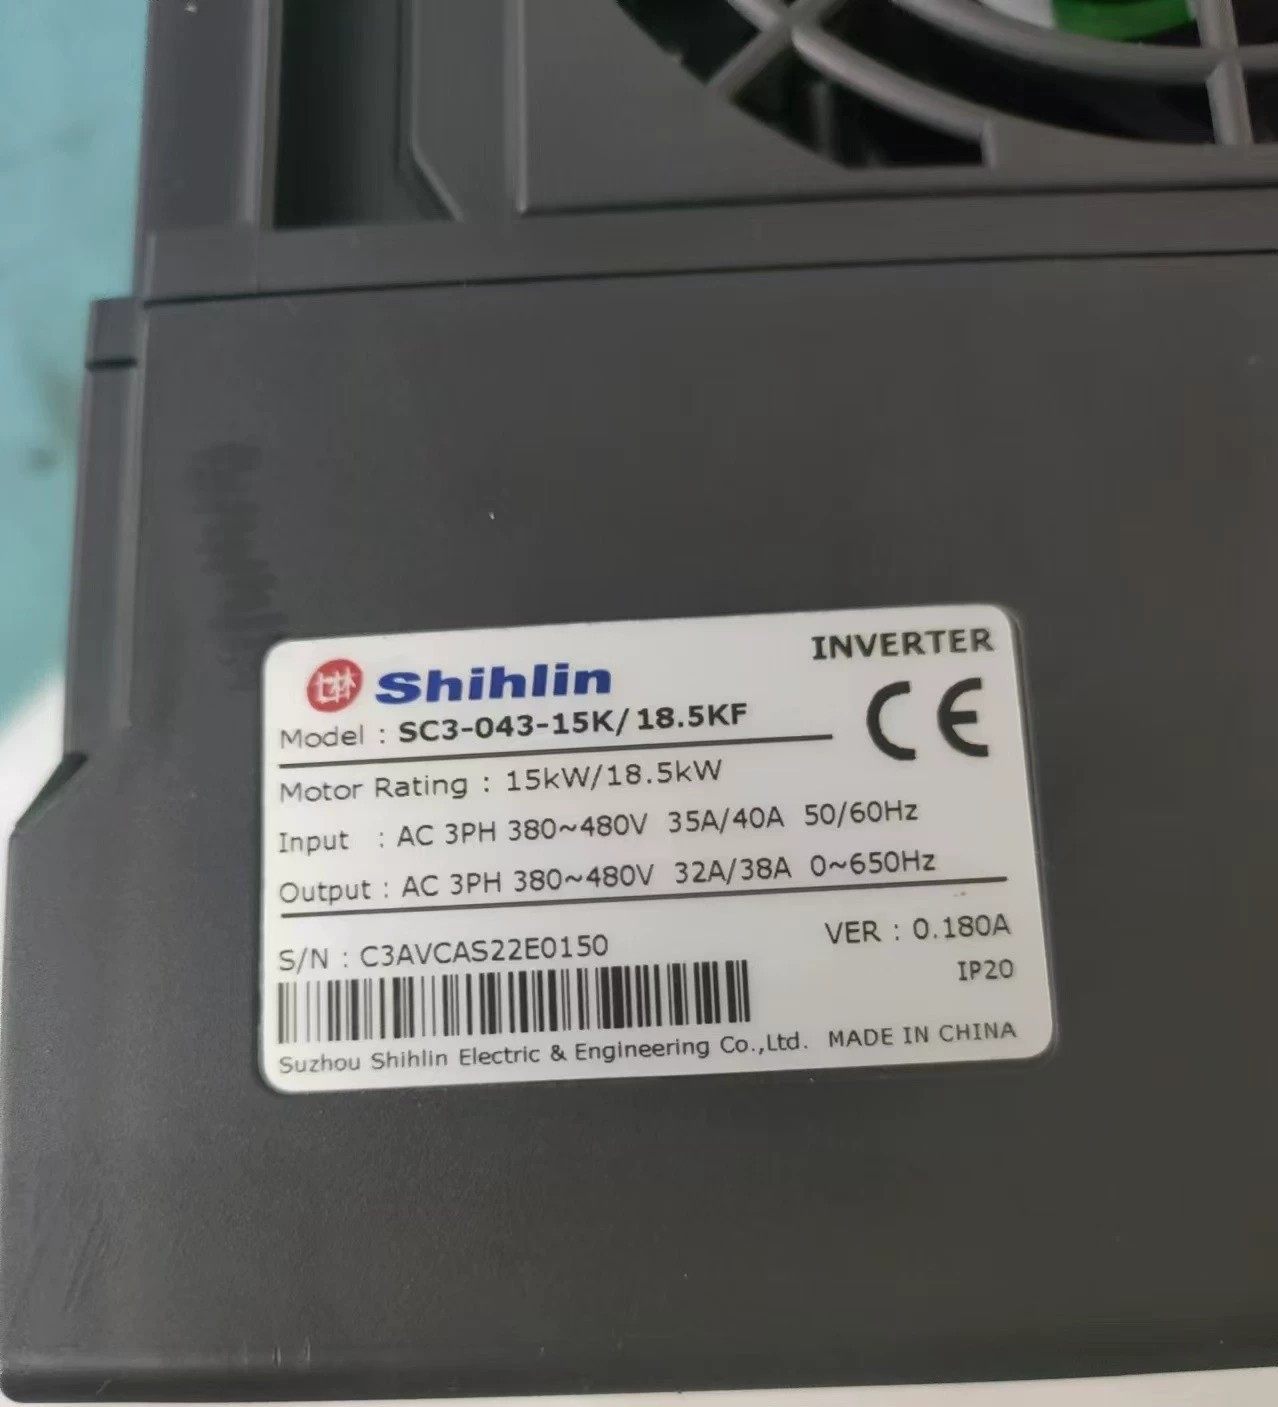 INVERTER
Shihlin
CE
Model : SC3-043-15K/18.5KF
Motor Rating : 15kW/18.5kW
Input : AC 3PH 380~480V 35A/40A 50/60Hz
Output : AC 3PH 380~480V 32A/38A 0~650Hz
S/N : C3AVCAS22E0150 VER : 0.180A
IP20
Suzhou Shihlin Electric & Engineering Co.,Ltd. MADE IN CHINA